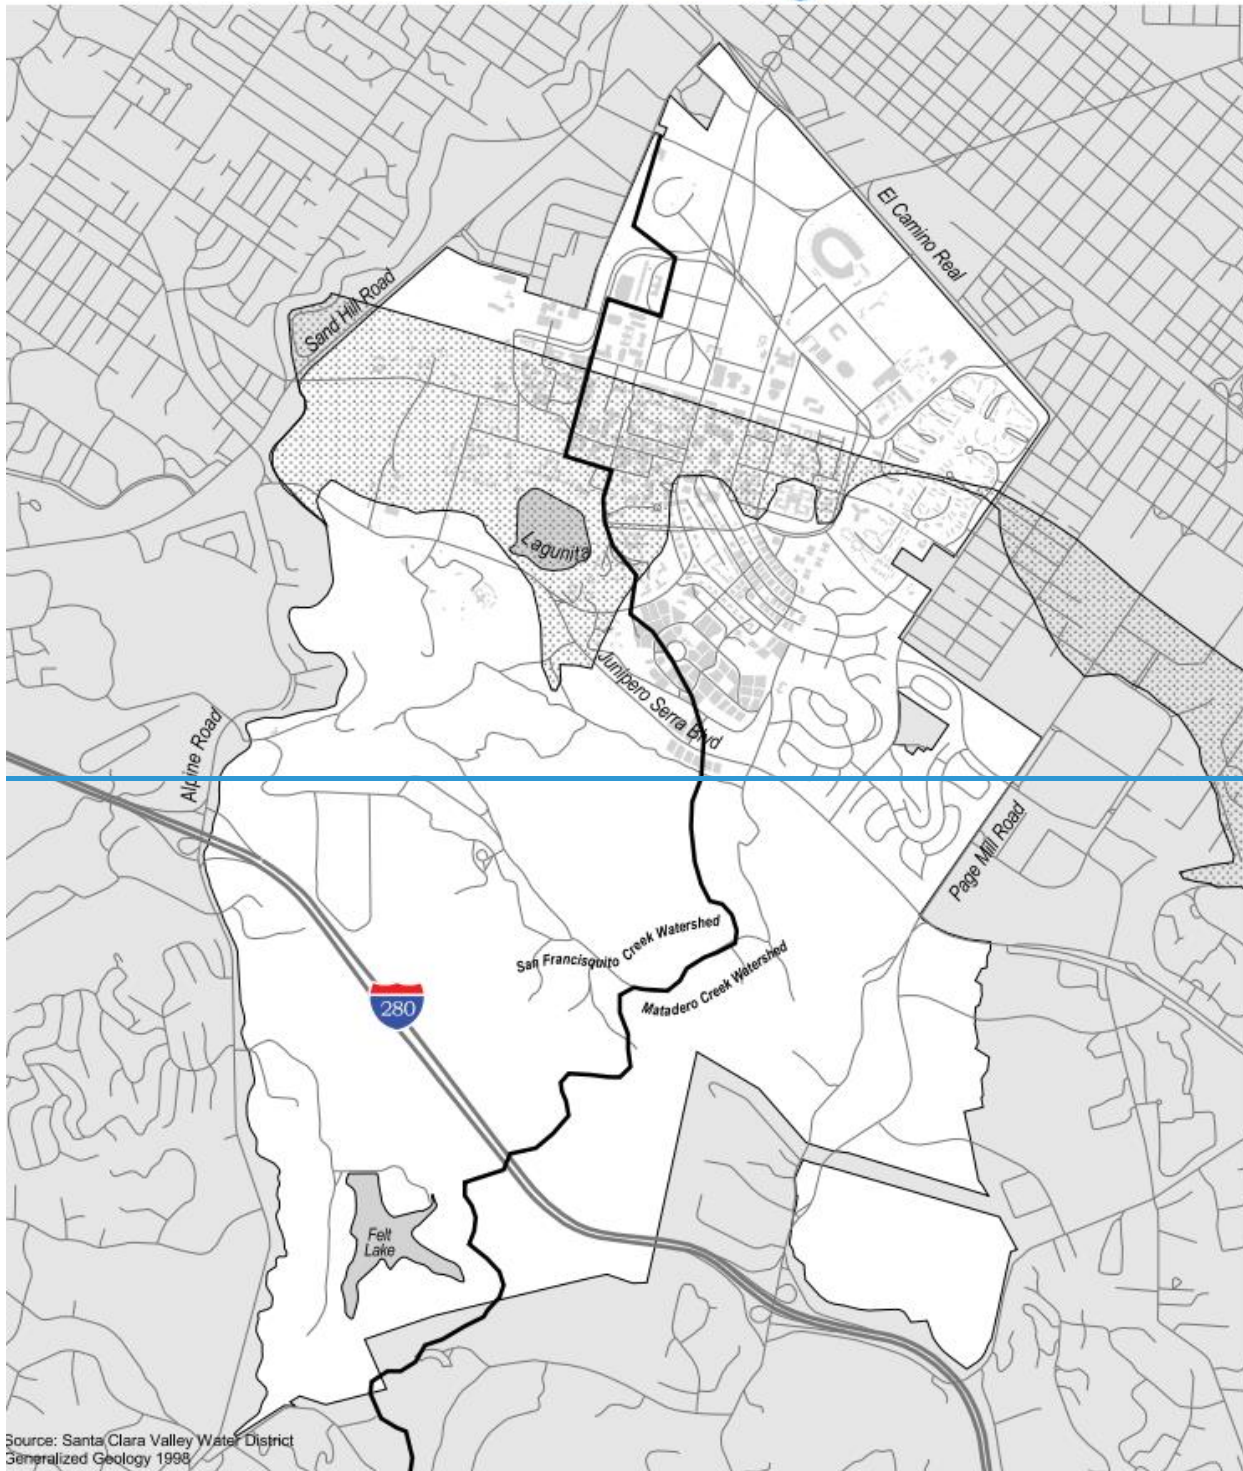 El Camino Real
Sand Hill Road
Lagunita
Junipero Serra Blvd
Alpine Road
Page Mill Road
San Francisquito Creek Watershed
Matadero Creek Watershed
280
Felt
Lake
Source: Santa Clara Valley Water District
Generalized Geology 1998